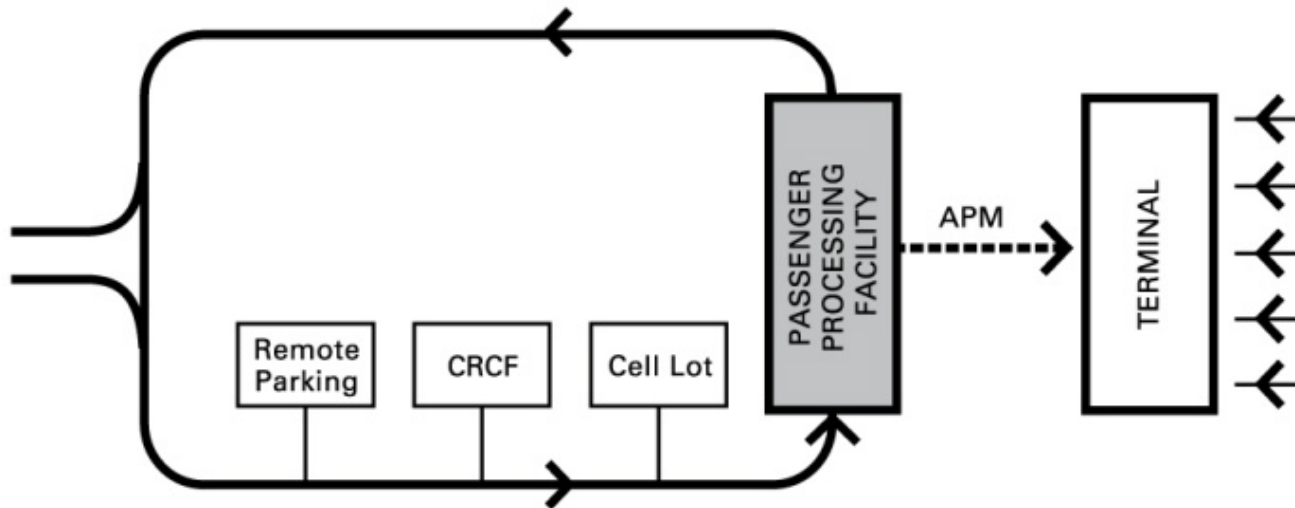 Remote
Parking
CRCF
Cell Lot
PASSENGER
PROCESSING
FACILITY
APM
TERMINAL